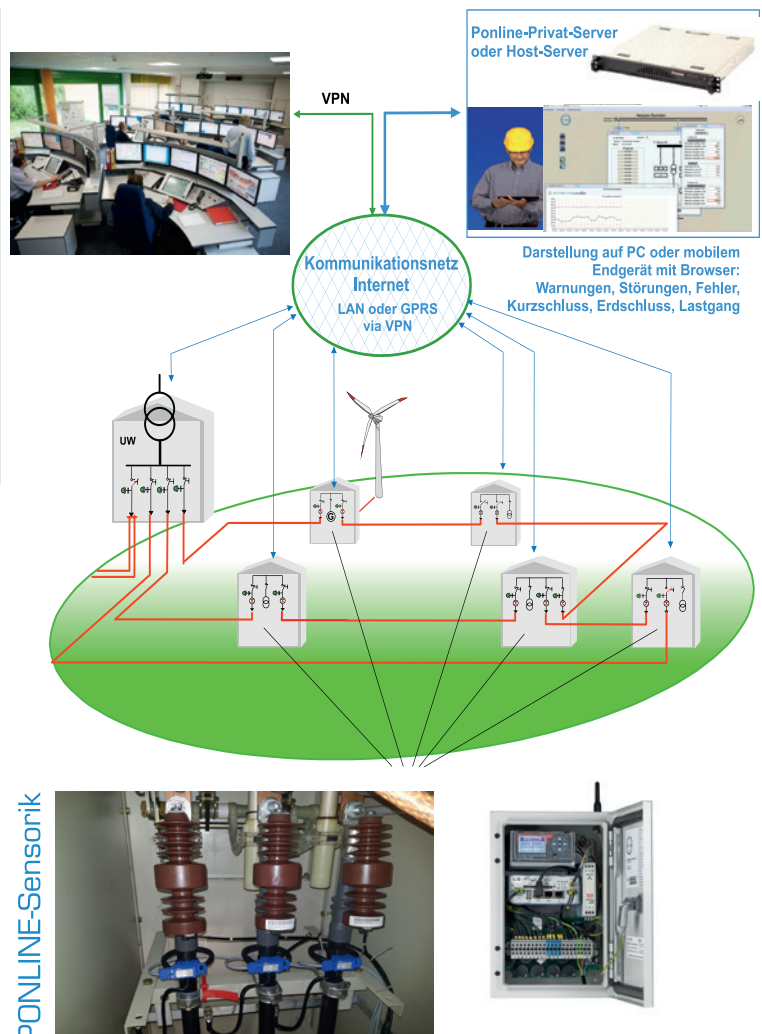 Ponline-Privat-Server
oder Host-Server
VPN
Kommunikationsnetz
Internet
LAN oder GPRS
via VPN
Darstellung auf PC oder mobilem
Endgerät mit Browser:
Warnungen, Störungen, Fehler,
Kurzschluss, Erdschluss, Lastgang
UW
G
PONLINE-Sensorik